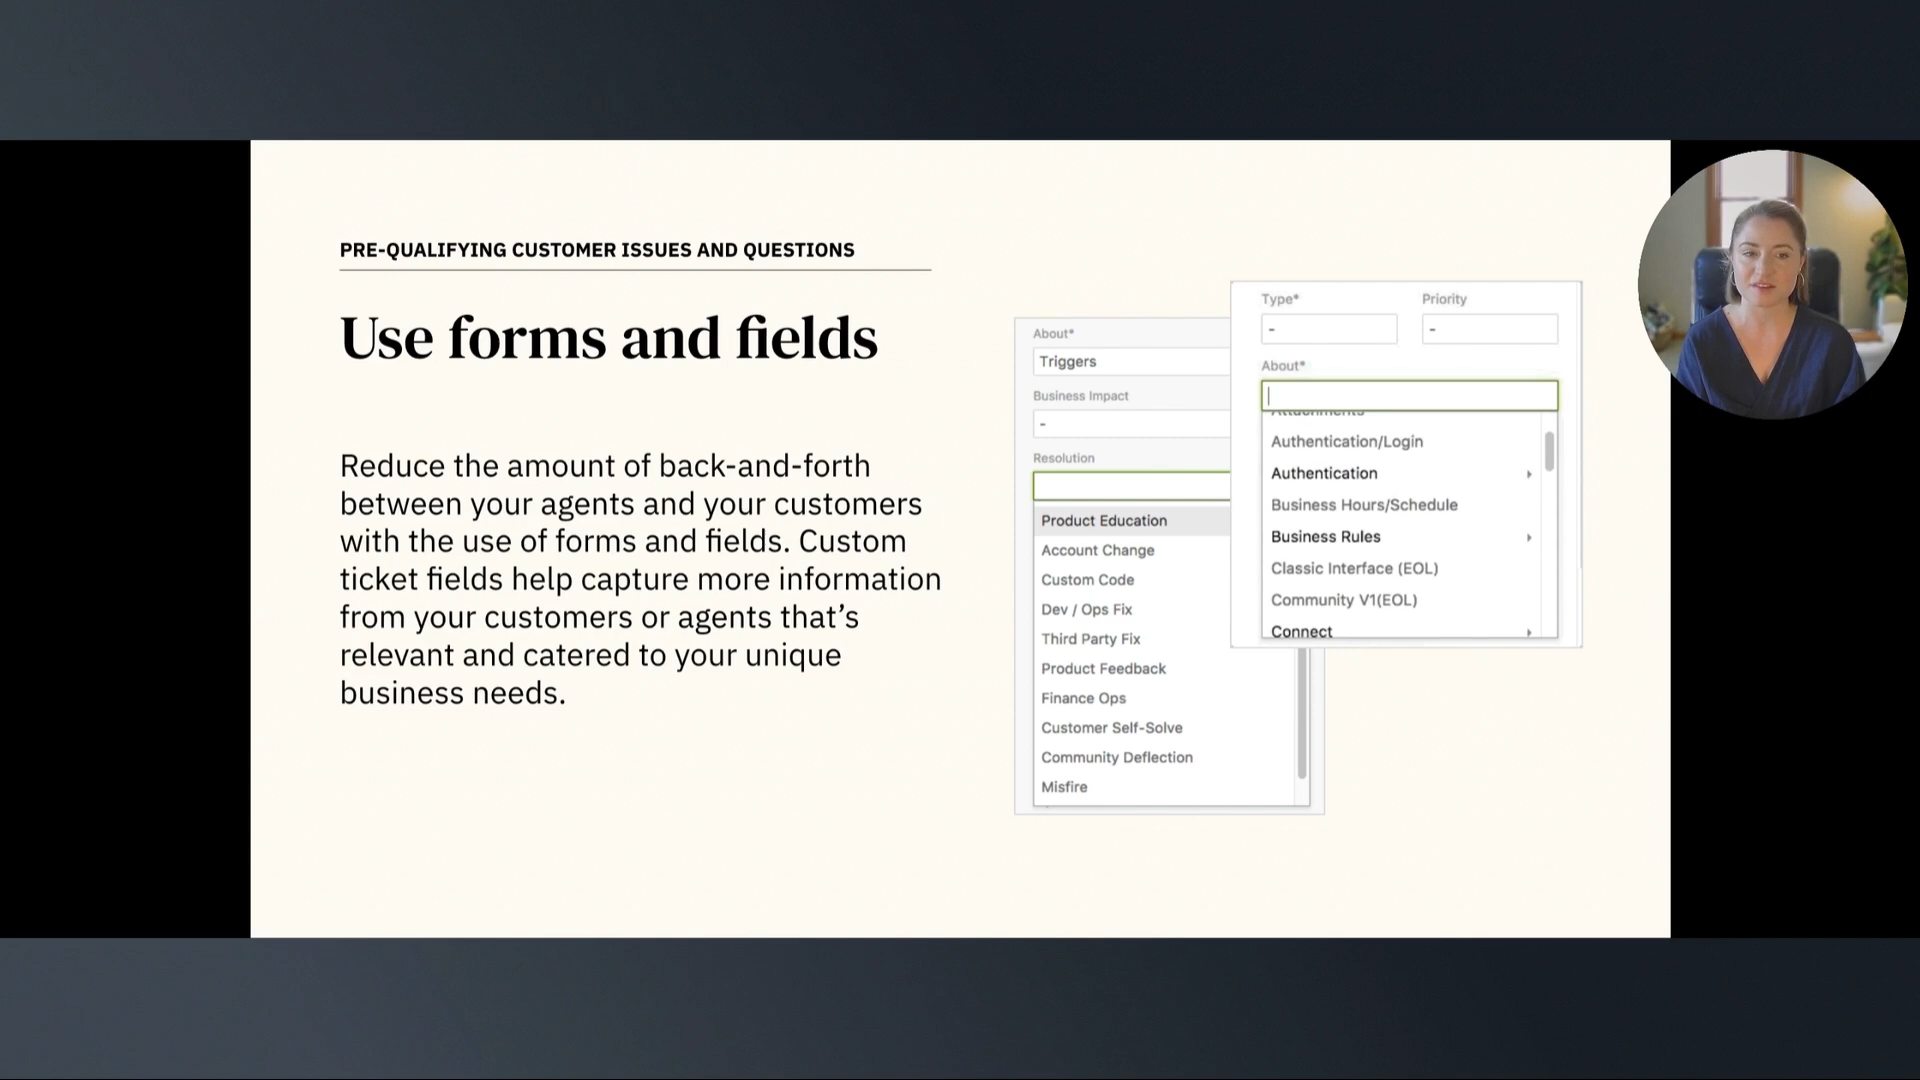 PRE-QUALIFYING CUSTOMER ISSUES AND QUESTIONS
Use forms and fields
Reduce the amount of back-and-forth
between your agents and your customers
with the use of forms and fields. Custom
ticket fields help capture more information
from your customers or agents that’s
relevant and catered to your unique
business needs.
About*
Triggers
Business Impact
-
Resolution
Product Education
Account Change
Custom Code
Dev / Ops Fix
Third Party Fix
Product Feedback
Finance Ops
Customer Self-Solve
Community Deflection
Misfire
Type*
Priority
-
-
About*
Attachments
Authentication/Login
Authentication
Business Hours/Schedule
Business Rules
Classic Interface (EOL)
Community V1(EOL)
Connect